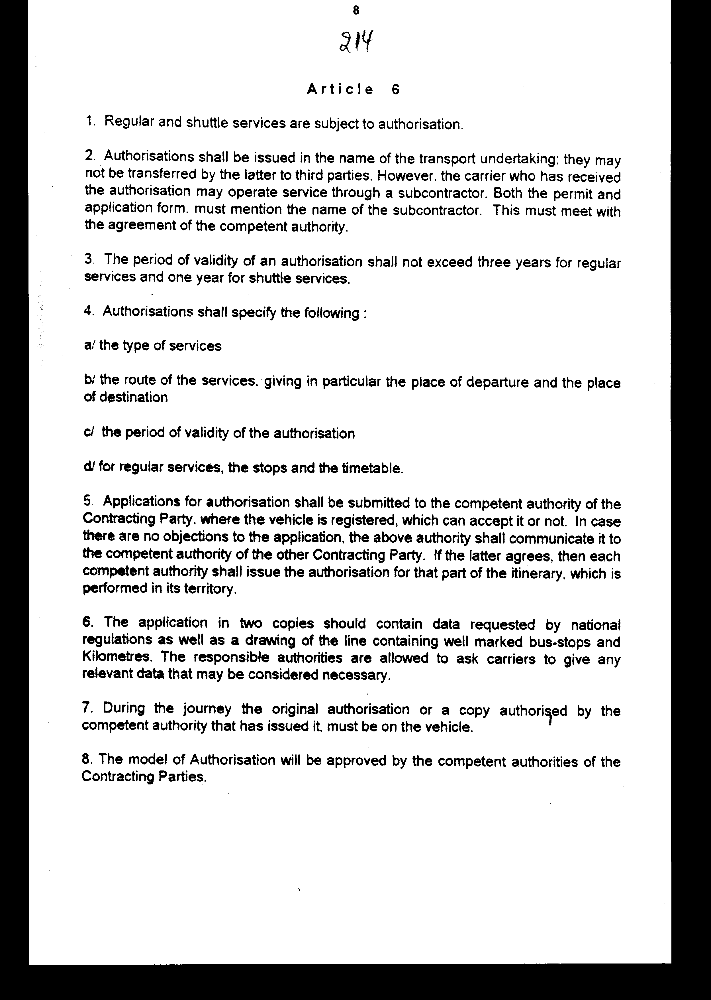 8
214
Article 6
1. Regular and shuttle services are subject to authorisation.
2. Authorisations shall be issued in the name of the transport undertaking; they may
not be transferred by the latter to third parties. However, the carrier who has received
the authorisation may operate service through a subcontractor. Both the permit and
application form, must mention the name of the subcontractor. This must meet with
the agreement of the competent authority.
3. The period of validity of an authorisation shall not exceed three years for regular
services and one year for shuttle services.
4. Authorisations shall specify the following :
a/ the type of services
b/ the route of the services, giving in particular the place of departure and the place
of destination
c/ the period of validity of the authorisation
d/ for regular services, the stops and the timetable.
5. Applications for authorisation shall be submitted to the competent authority of the
Contracting Party, where the vehicle is registered, which can accept it or not. In case
there are no objections to the application, the above authority shall communicate it to
the competent authority of the other Contracting Party. If the latter agrees, then each
competent authority shall issue the authorisation for that part of the itinerary, which is
performed in its territory.
6. The application in two copies should contain data requested by national
regulations as well as a drawing of the line containing well marked bus-stops and
Kilometres. The responsible authorities are allowed to ask carriers to give any
relevant data that may be considered necessary.
7. During the journey the original authorisation or a copy authorised by the
competent authority that has issued it, must be on the vehicle.
8. The model of Authorisation will be approved by the competent authorities of the
Contracting Parties.